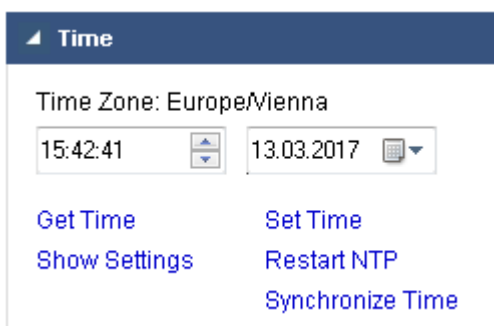 Time
Time Zone: Europe/Vienna
15:42:41 13.03.2017
Get Time Set Time
Show Settings Restart NTP
Synchronize Time